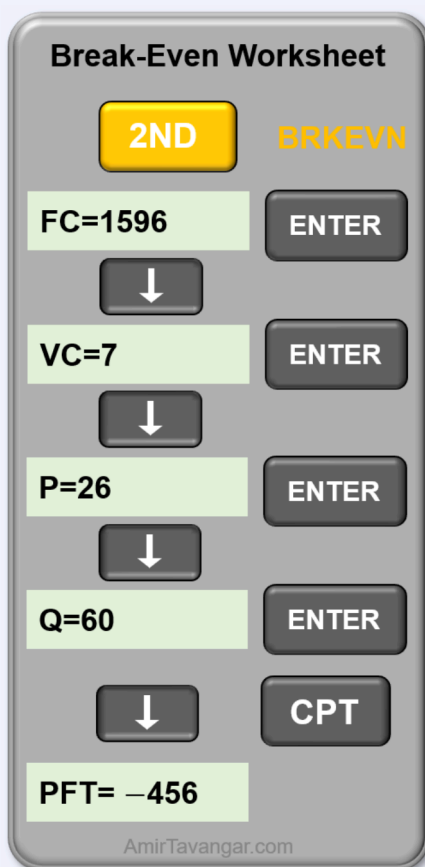 Break-Even Worksheet
2ND BRKEVN
FC=1596 ENTER
↓
VC=7 ENTER
↓
P=26 ENTER
↓
Q=60 ENTER
↓ CPT
PFT= −456
AmirTavangar.com